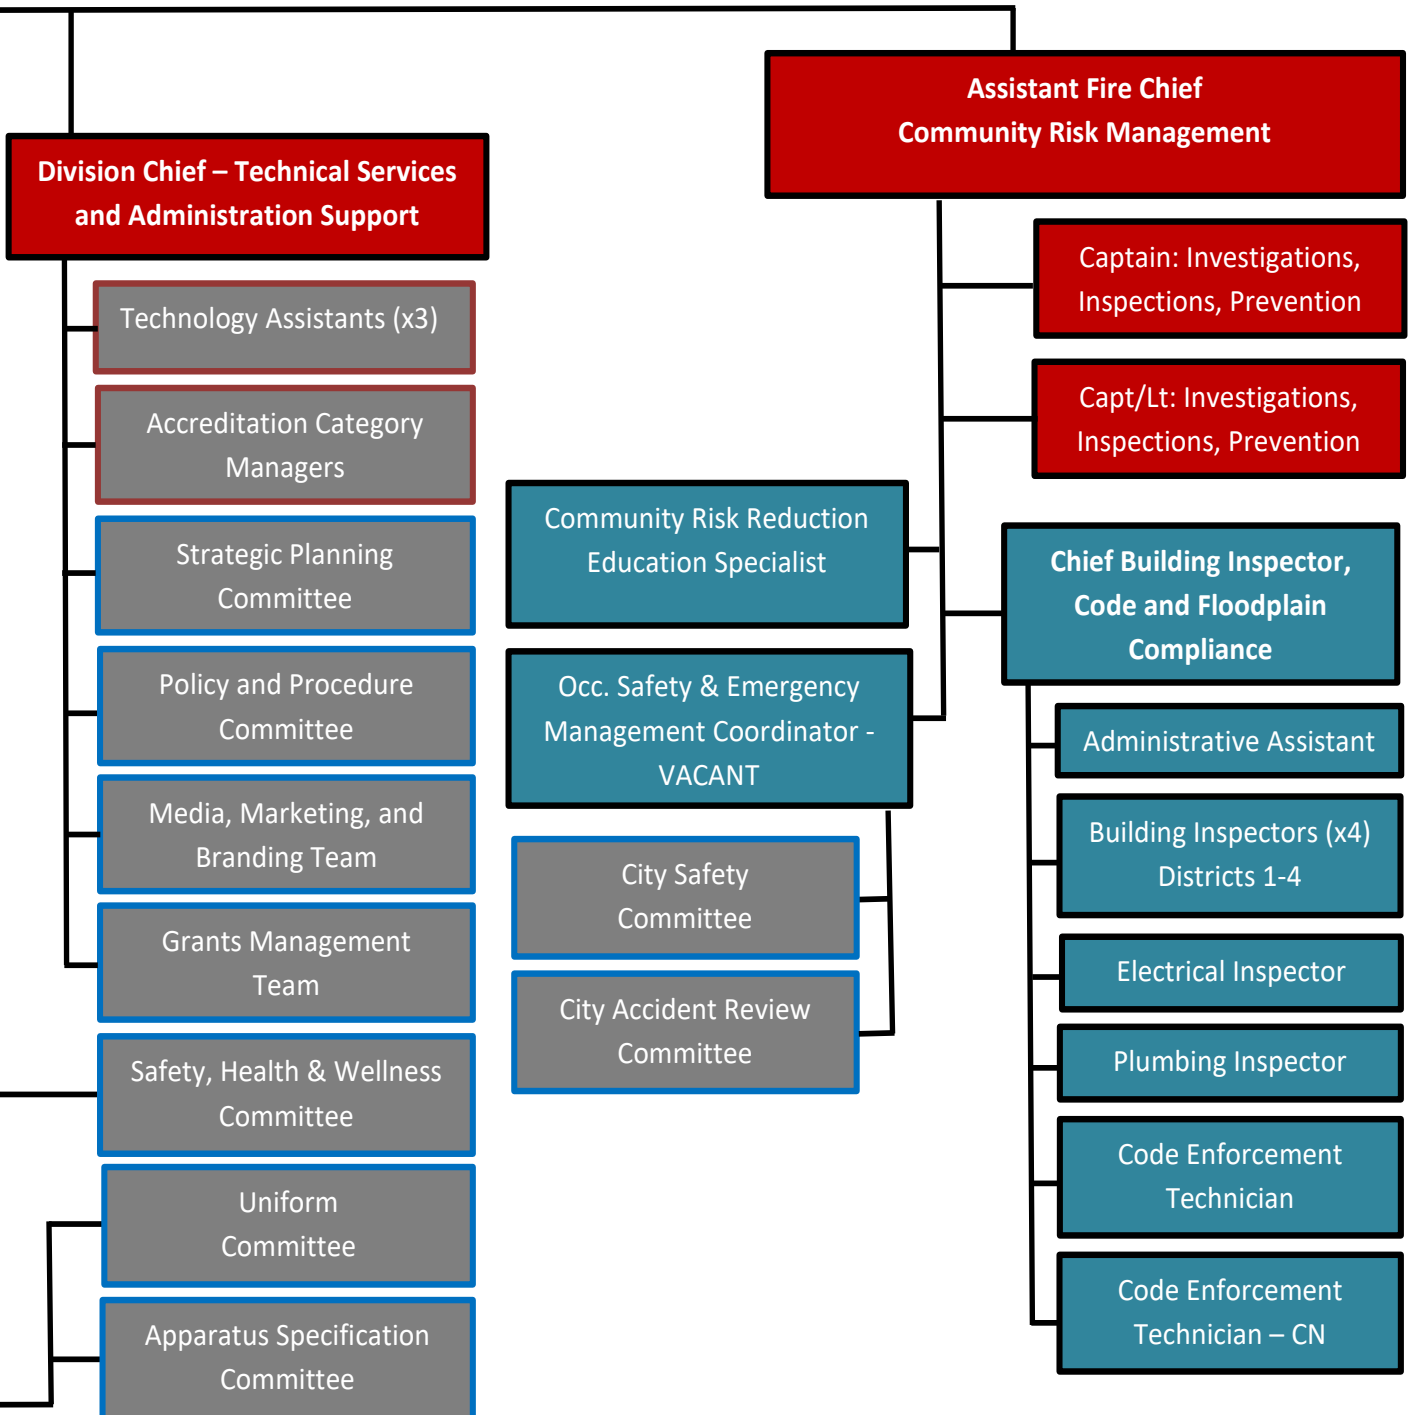 Assistant Fire Chief
Community Risk Management
Division Chief – Technical Services
and Administration Support
Technology Assistants (x3)
Accreditation Category
Managers
Strategic Planning
Committee
Policy and Procedure
Committee
Media, Marketing, and
Branding Team
Grants Management
Team
Safety, Health & Wellness
Committee
Uniform
Committee
Apparatus Specification
Committee
Community Risk Reduction
Education Specialist
Occ. Safety & Emergency
Management Coordinator -
VACANT
City Safety
Committee
City Accident Review
Committee
Captain: Investigations,
Inspections, Prevention
Capt/Lt: Investigations,
Inspections, Prevention
Chief Building Inspector,
Code and Floodplain
Compliance
Administrative Assistant
Building Inspectors (x4)
Districts 1-4
Electrical Inspector
Plumbing Inspector
Code Enforcement
Technician
Code Enforcement
Technician – CN